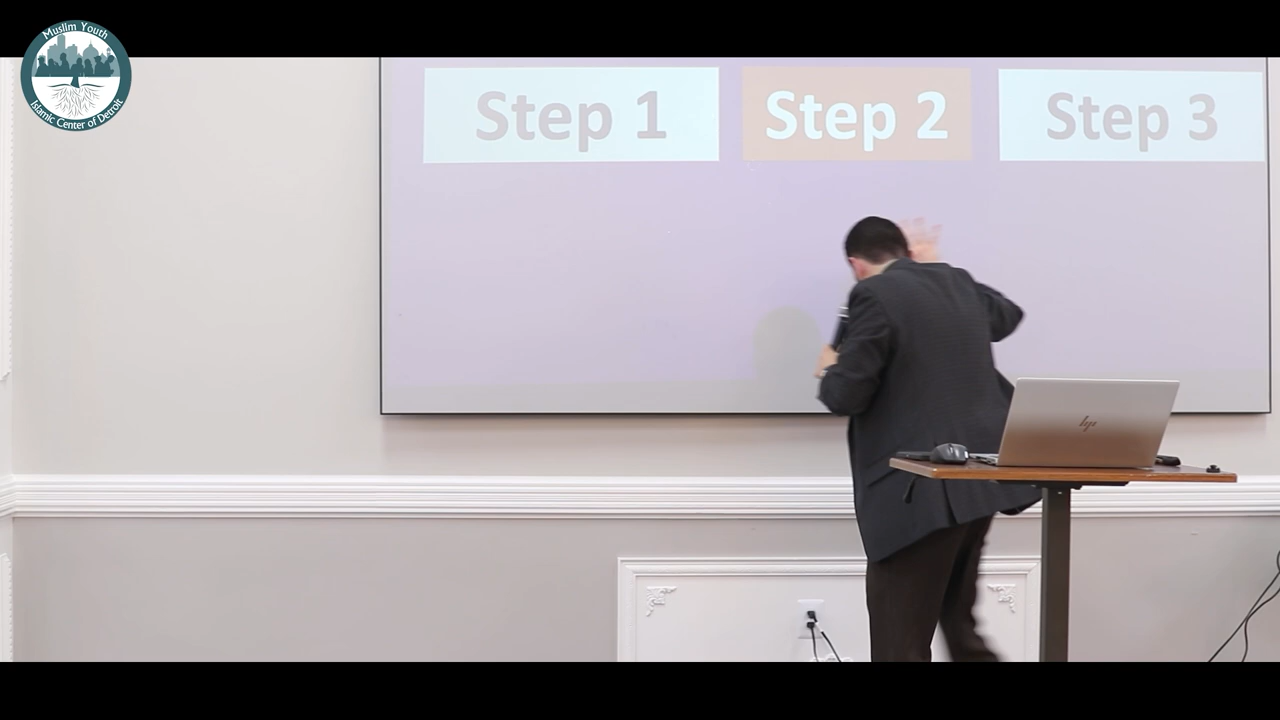 Muslim Youth
Islamic Center of Detroit
Step 1
Step 2
Step 3
hp